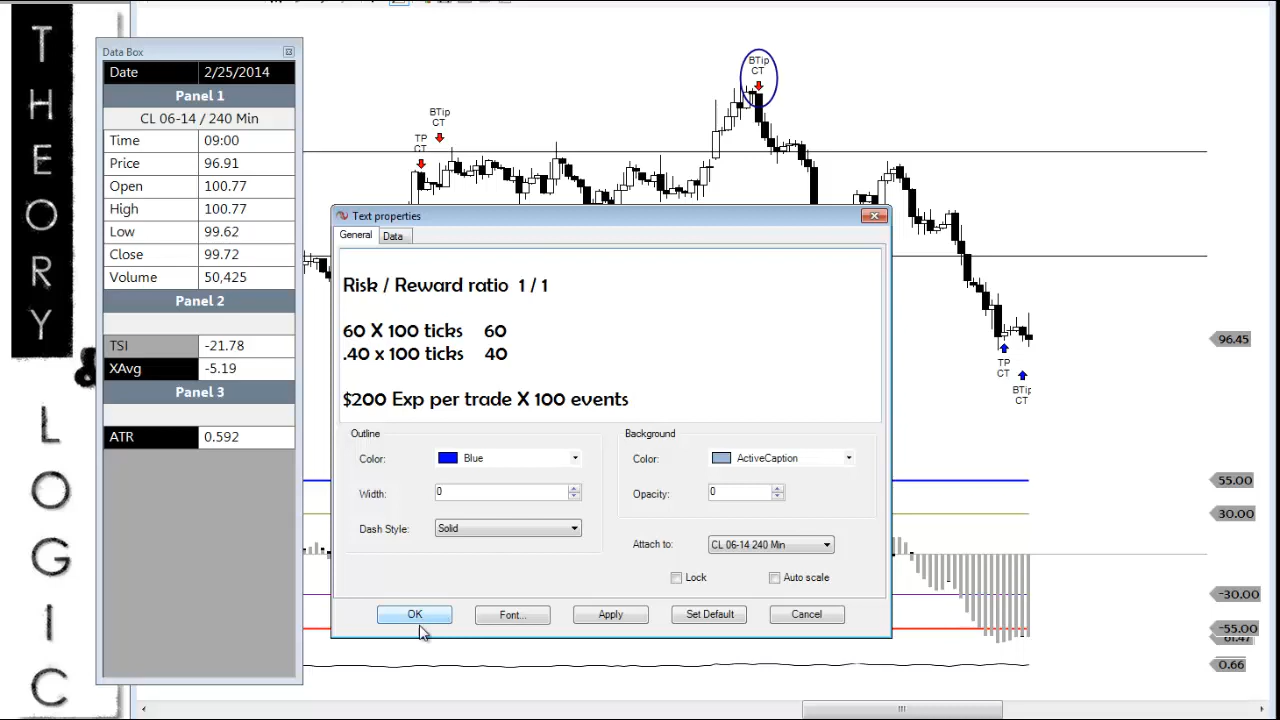 THEORY
&
LOGIC
Data Box
Date 2/25/2014
Panel 1
CL 06-14 / 240 Min
Time 09:00
Price 96.91
Open 100.77
High 100.77
Low 99.62
Close 99.72
Volume 50,425
Panel 2
TSI -21.78
XAvg -5.19
Panel 3
ATR 0.592
TP
CT
BTip
CT
BTip
CT
Text properties
General Data
Risk / Reward ratio 1 / 1
60 X 100 ticks 60
.40 x 100 ticks 40
$200 Exp per trade X 100 events
Outline
Color: Blue
Width: 0
Dash Style: Solid
Background
Color: ActiveCaption
Opacity: 0
Attach to: CL 06-14 240 Min
Lock Auto scale
OK Font... Apply Set Default Cancel
TP
CT
BTip
CT
96.45
55.00
30.00
-30.00
-55.00
0.66